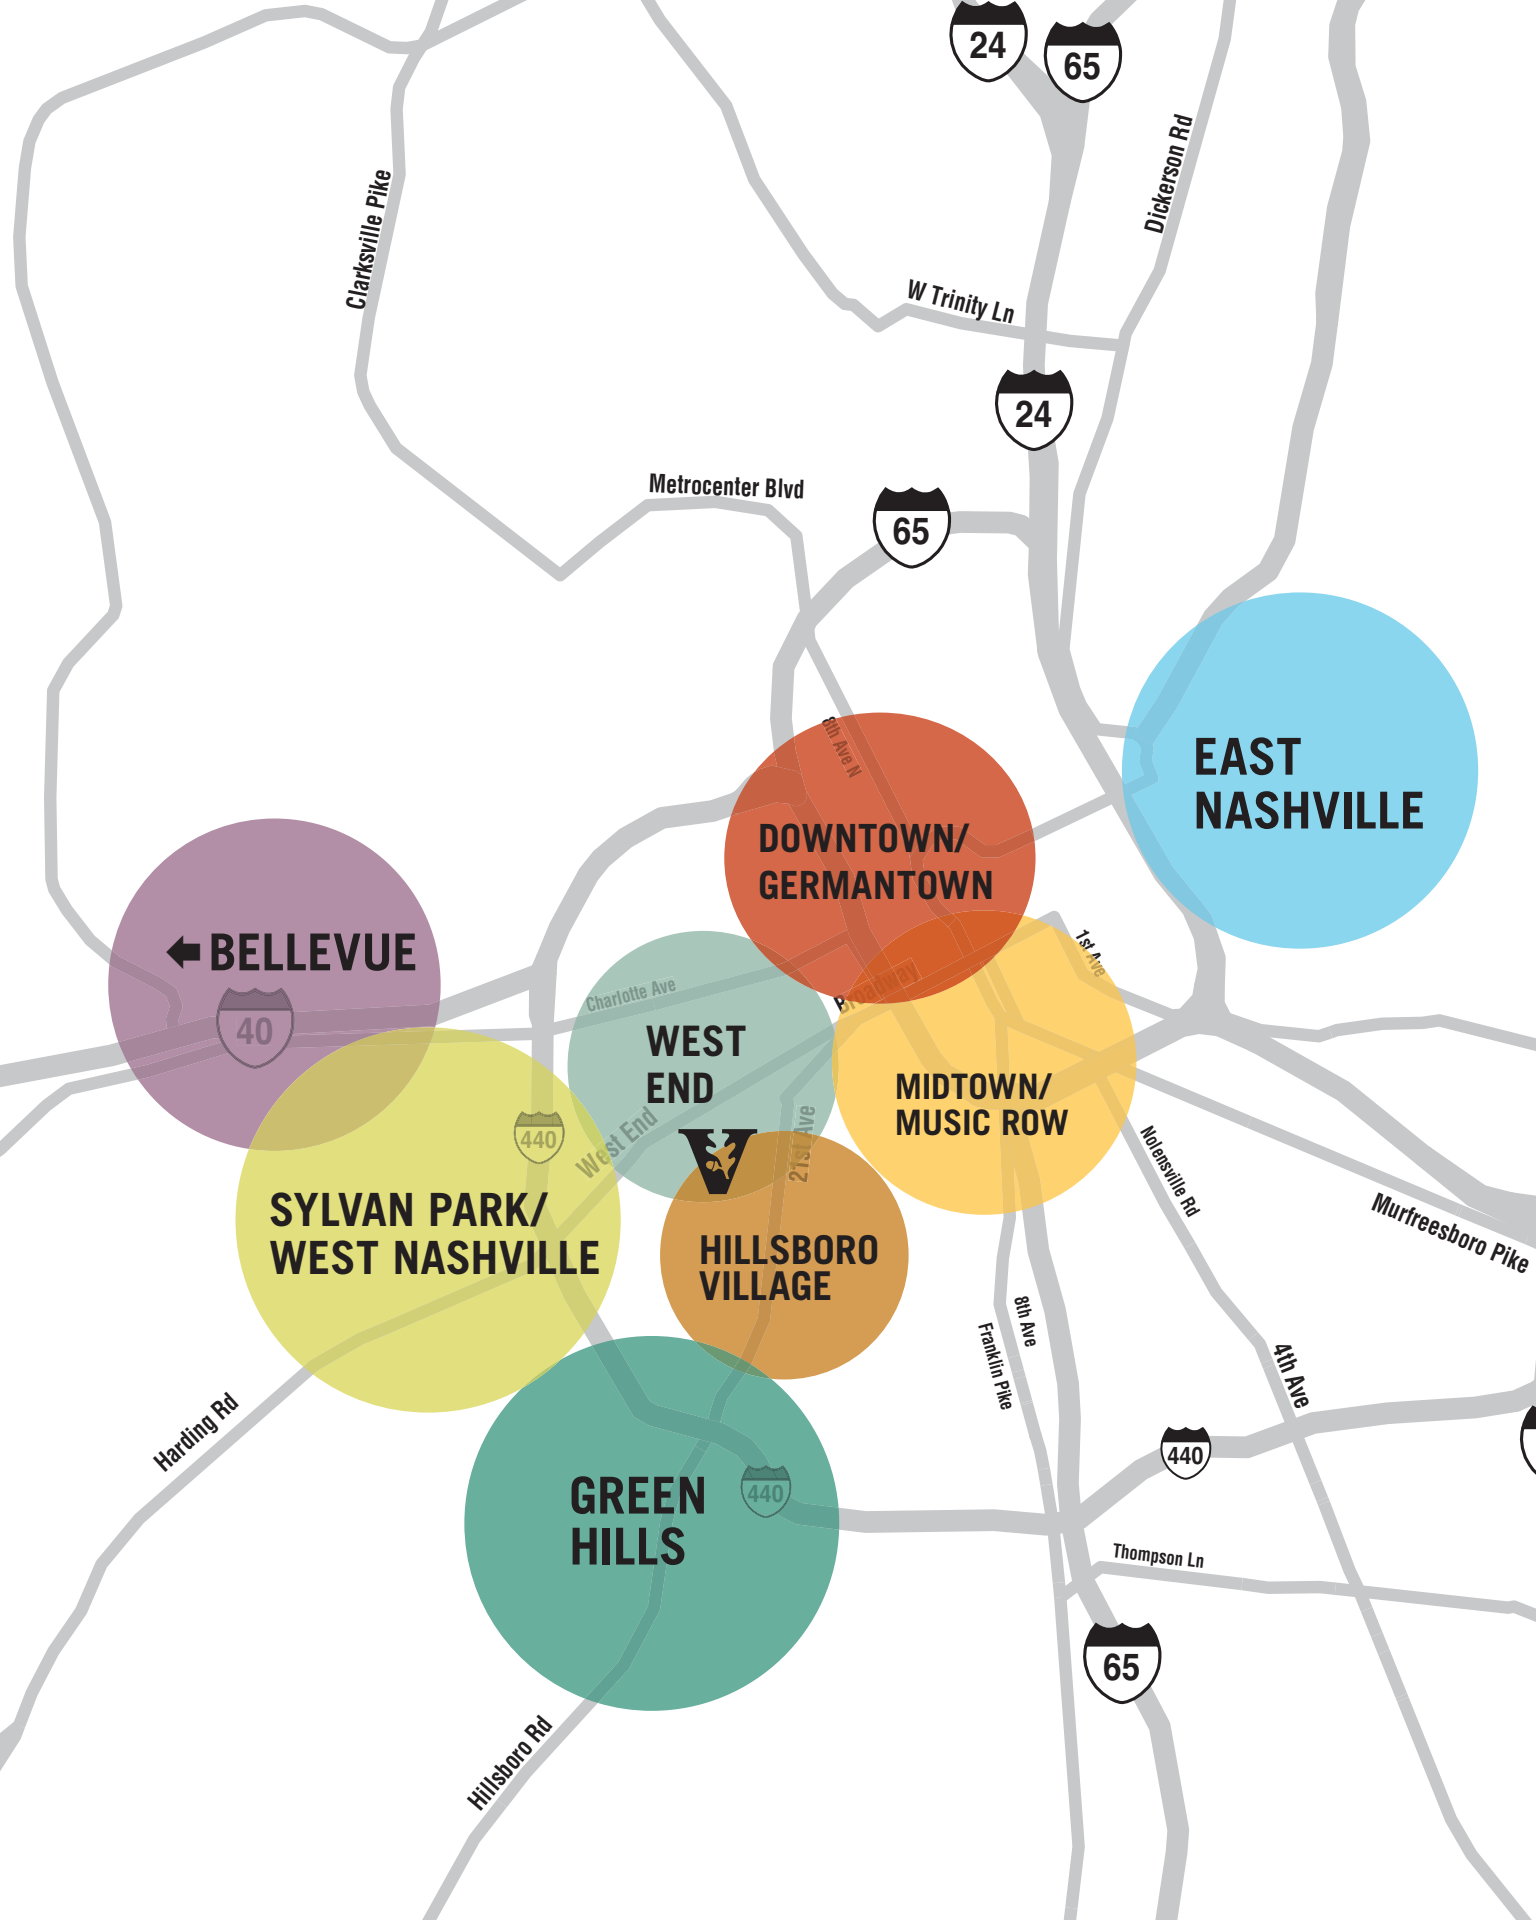 24
65
Dickerson Rd
Clarksville Pike
W Trinity Ln
24
Metrocenter Blvd
65
8th Ave N
EAST
NASHVILLE
DOWNTOWN/
GERMANTOWN
BELLEVUE
40
1st Ave
Broadway
Charlotte Ave
WEST
END
MIDTOWN/
MUSIC ROW
440
West End
21st Ave
V
Nolensville Rd
Murfreesboro Pike
SYLVAN PARK/
WEST NASHVILLE
HILLSBORO
VILLAGE
8th Ave
Franklin Pike
4th Ave
Harding Rd
440
GREEN
HILLS
440
Thompson Ln
65
Hillsboro Rd